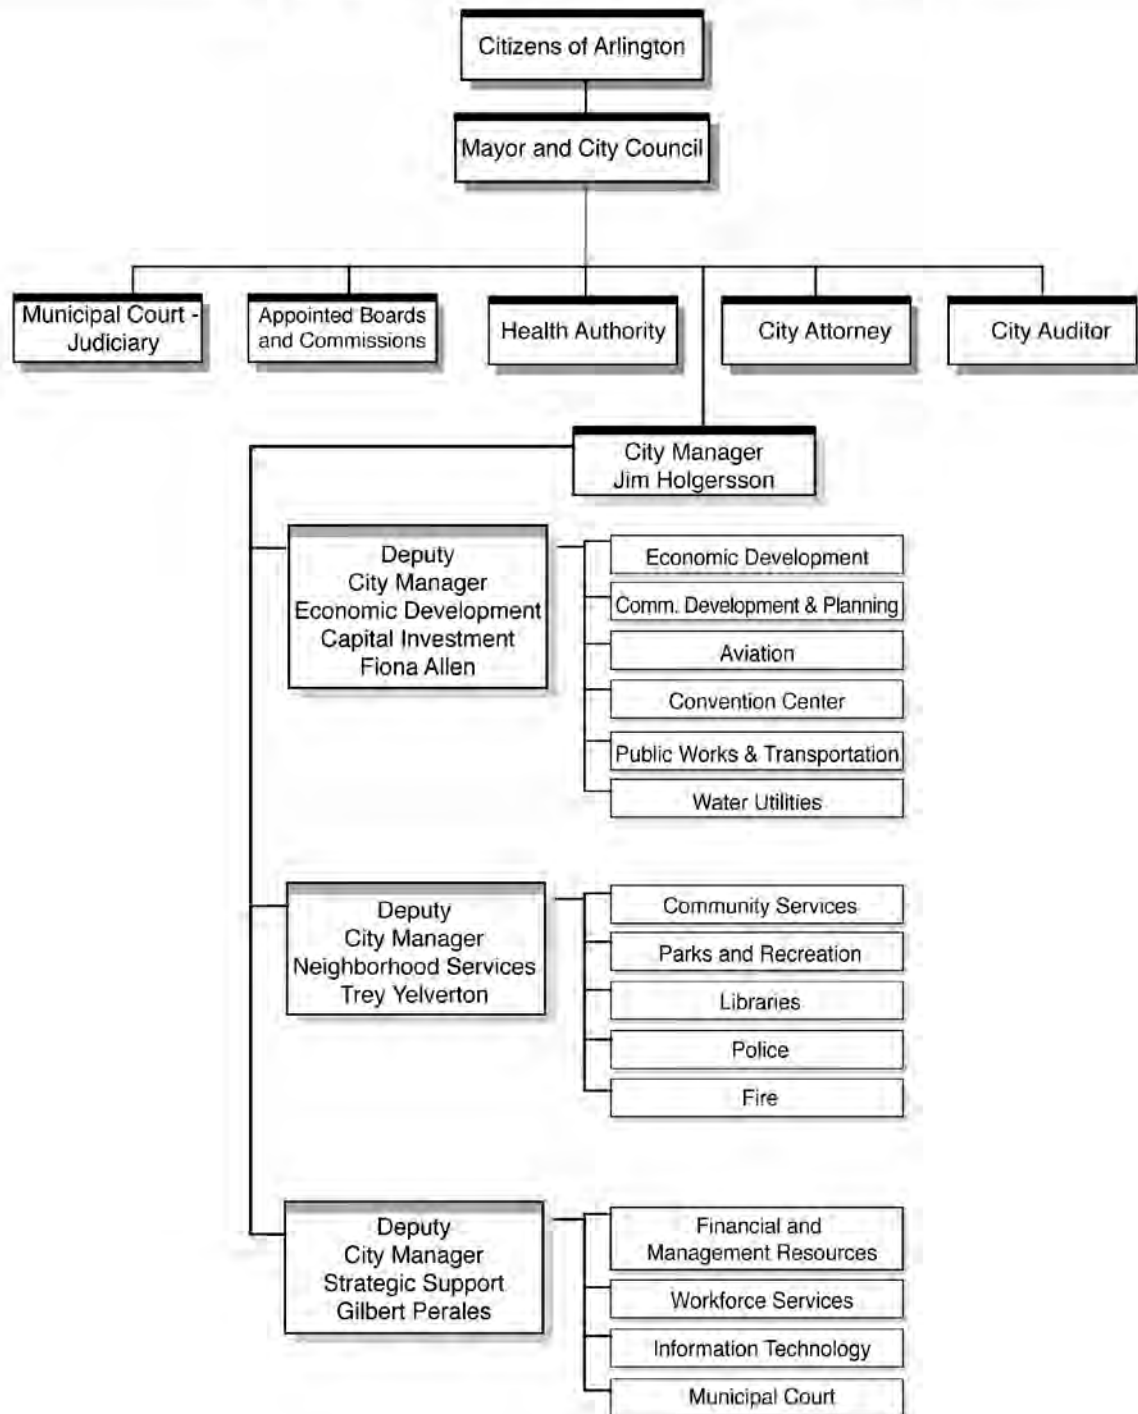 Citizens of Arlington
Mayor and City Council
Municipal Court -
Judiciary
Appointed Boards
and Commissions
Health Authority
City Attorney
City Auditor
City Manager
Jim Holgersson
Deputy
City Manager
Economic Development
Capital Investment
Fiona Allen
Economic Development
Comm. Development & Planning
Aviation
Convention Center
Public Works & Transportation
Water Utilities
Deputy
City Manager
Neighborhood Services
Trey Yelverton
Community Services
Parks and Recreation
Libraries
Police
Fire
Deputy
City Manager
Strategic Support
Gilbert Perales
Financial and
Management Resources
Workforce Services
Information Technology
Municipal Court